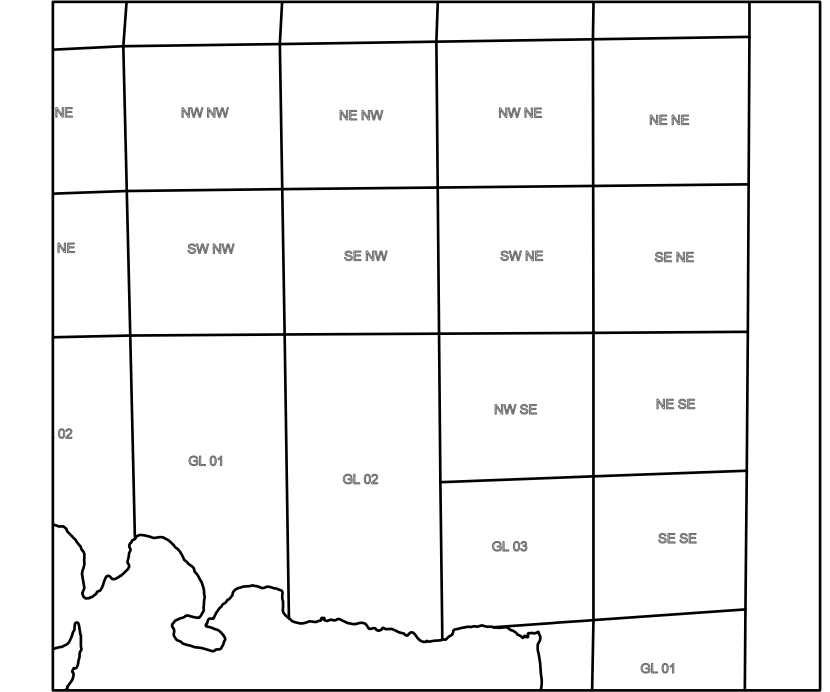 NE NW NW NE NW NW NE NE NE
NE SW NW SE NW SW NE SE NE
02 GL 01 GL 02 NW SE NE SE
GL 03 SE SE
GL 01